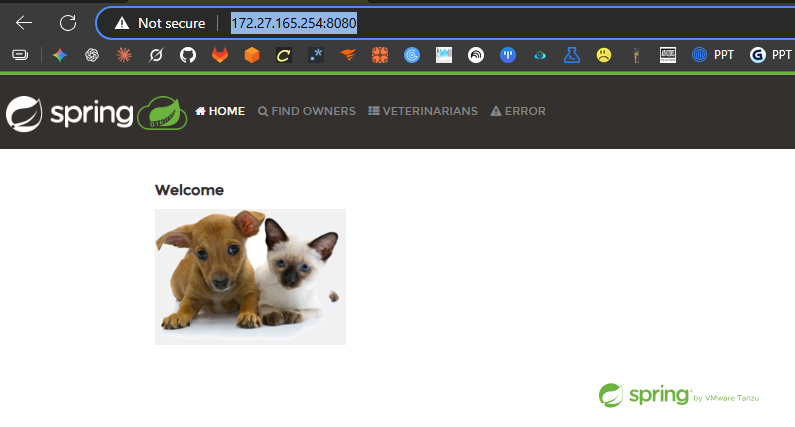 Not secure
172.27.165.254:8080
PPT
PPT
spring
HOME
FIND OWNERS
VETERINARIANS
ERROR
Welcome
spring by VMware Tanzu